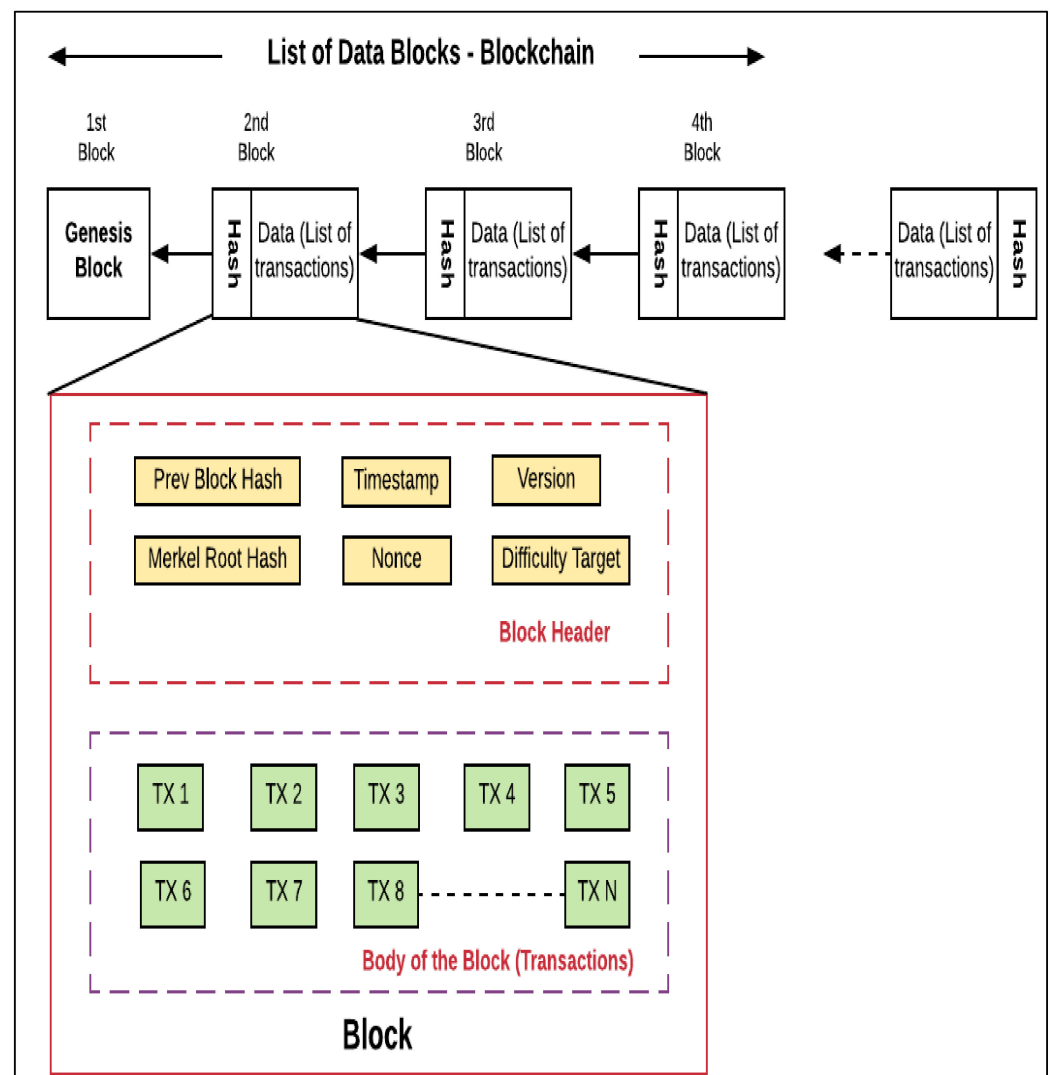 List of Data Blocks - Blockchain
1st
Block
2nd
Block
3rd
Block
4th
Block
Genesis
Block
Hash
Data (List of
transactions)
Hash
Data (List of
transactions)
Hash
Data (List of
transactions)
Data (List of
transactions)
Hash
Prev Block Hash
Timestamp
Version
Merkel Root Hash
Nonce
Difficulty Target
Block Header
TX 1
TX 2
TX 3
TX 4
TX 5
TX 6
TX 7
TX 8
TX N
Body of the Block (Transactions)
Block